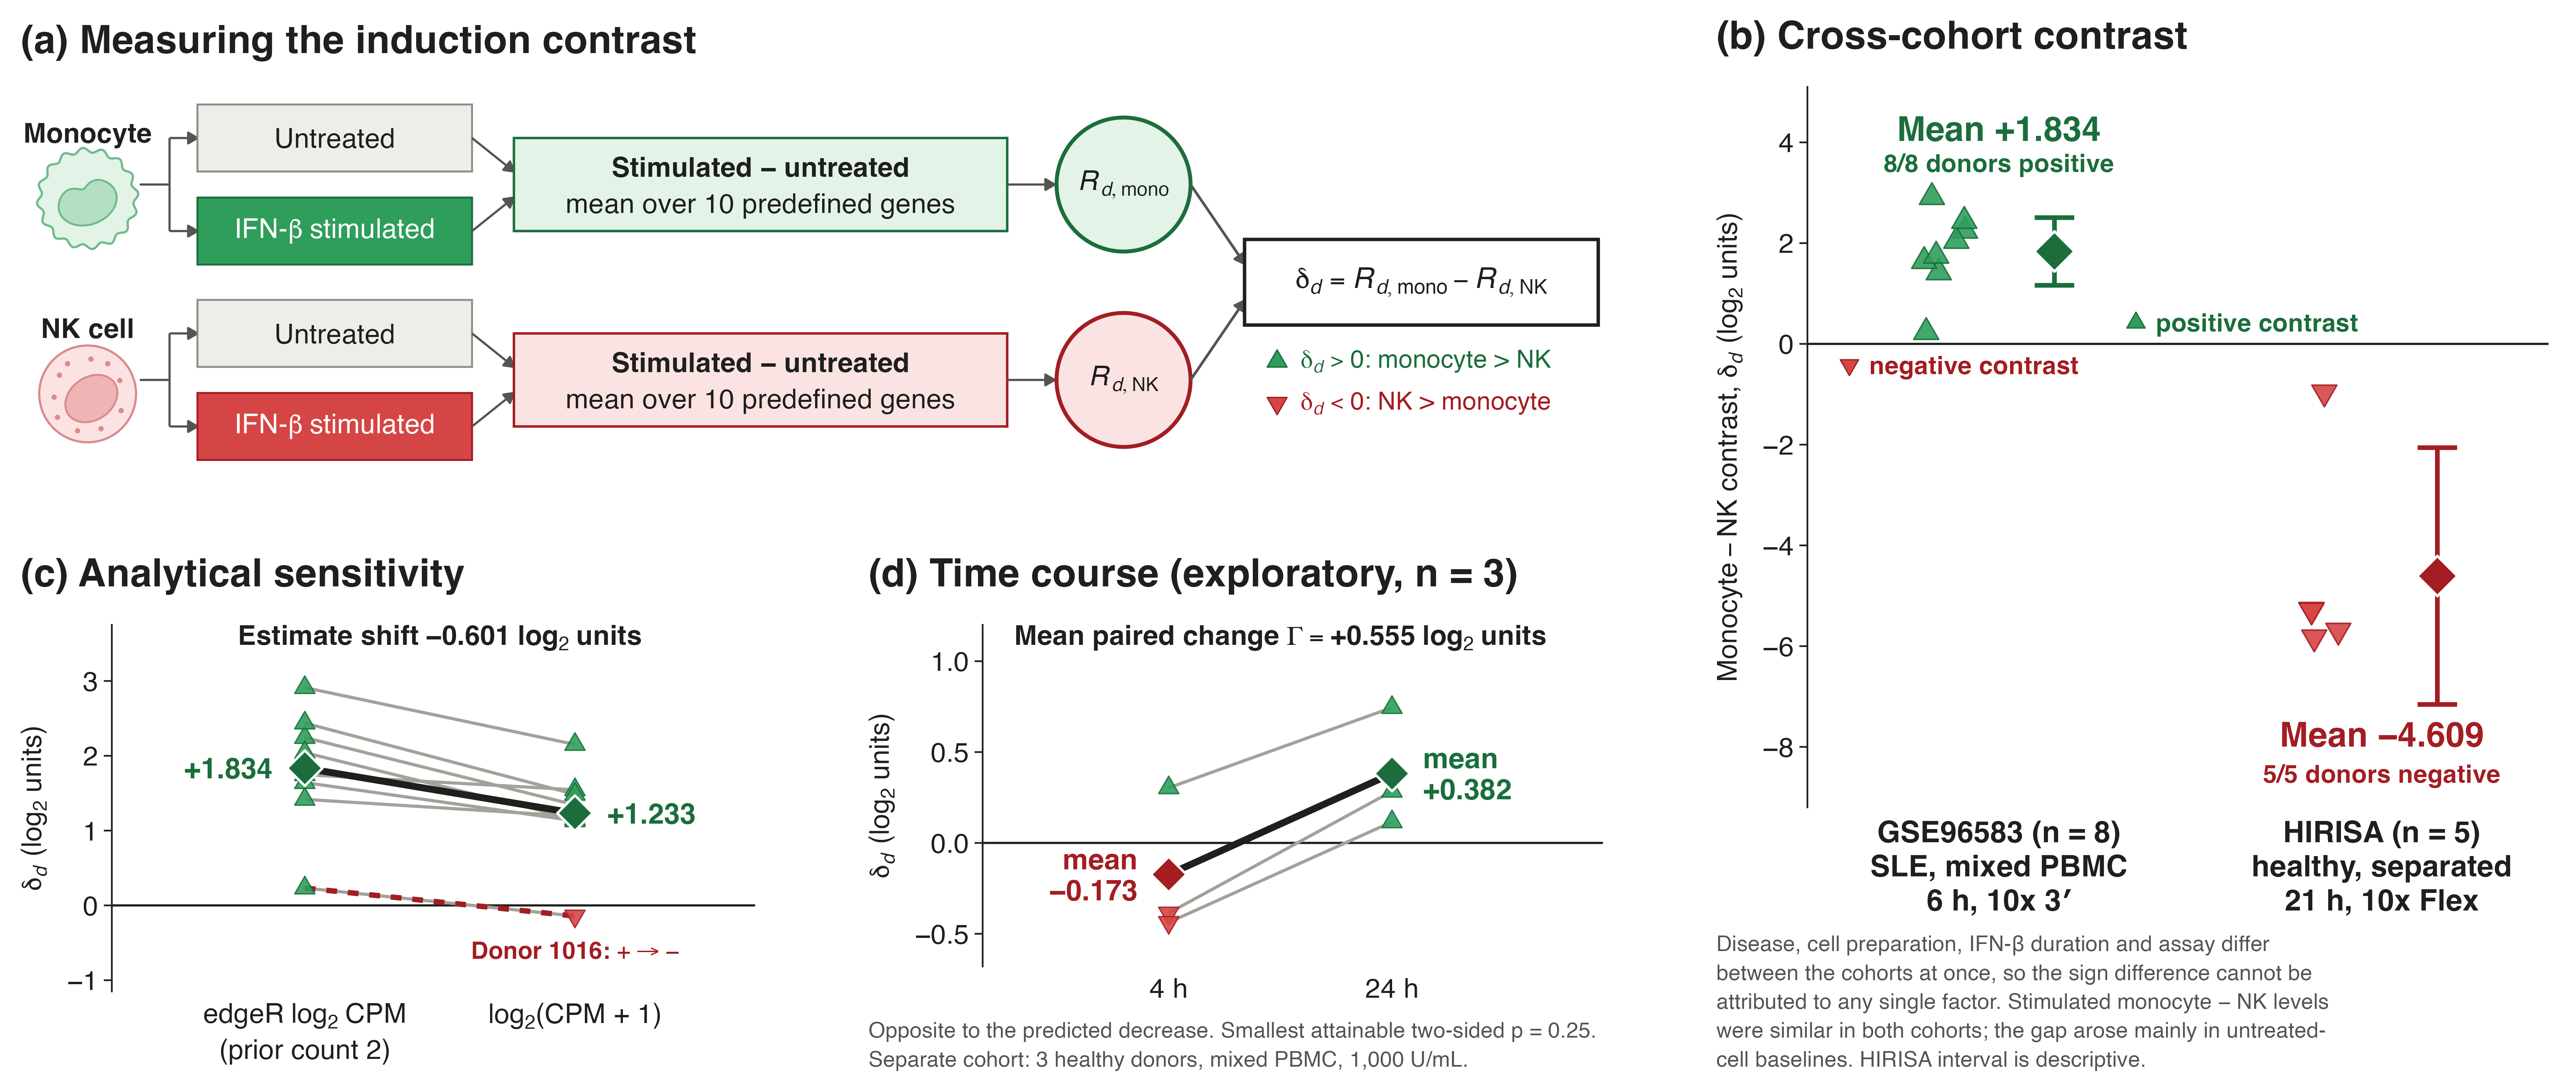 (a) Measuring the induction contrast
Monocyte
Untreated
IFN-β stimulated
Stimulated – untreated
mean over 10 predefined genes
R d, mono
NK cell
Untreated
IFN-β stimulated
Stimulated – untreated
mean over 10 predefined genes
R d, NK
δd = R d, mono – R d, NK
δd > 0: monocyte > NK
δd < 0: NK > monocyte
(b) Cross-cohort contrast
Monocyte – NK contrast, δd (log₂ units)
4
2
0
−2
−4
−6
−8
Mean +1.834
8/8 donors positive
positive contrast
negative contrast
Mean −4.609
5/5 donors negative
GSE96583 (n = 8)
SLE, mixed PBMC
6 h, 10x 3′
HIRISA (n = 5)
healthy, separated
21 h, 10x Flex
Disease, cell preparation, IFN-β duration and assay differ
between the cohorts at once, so the sign difference cannot be
attributed to any single factor. Stimulated monocyte – NK levels
were similar in both cohorts; the gap arose mainly in untreated-
cell baselines. HIRISA interval is descriptive.
(c) Analytical sensitivity
Estimate shift −0.601 log₂ units
δd (log₂ units)
3
2
1
0
−1
+1.834
+1.233
Donor 1016: + → −
edgeR log₂ CPM
(prior count 2)
log₂(CPM + 1)
(d) Time course (exploratory, n = 3)
Mean paired change Γ = +0.555 log₂ units
δd (log₂ units)
1.0
0.5
0.0
−0.5
mean
−0.173
mean
+0.382
4 h
24 h
Opposite to the predicted decrease. Smallest attainable two-sided p = 0.25.
Separate cohort: 3 healthy donors, mixed PBMC, 1,000 U/mL.